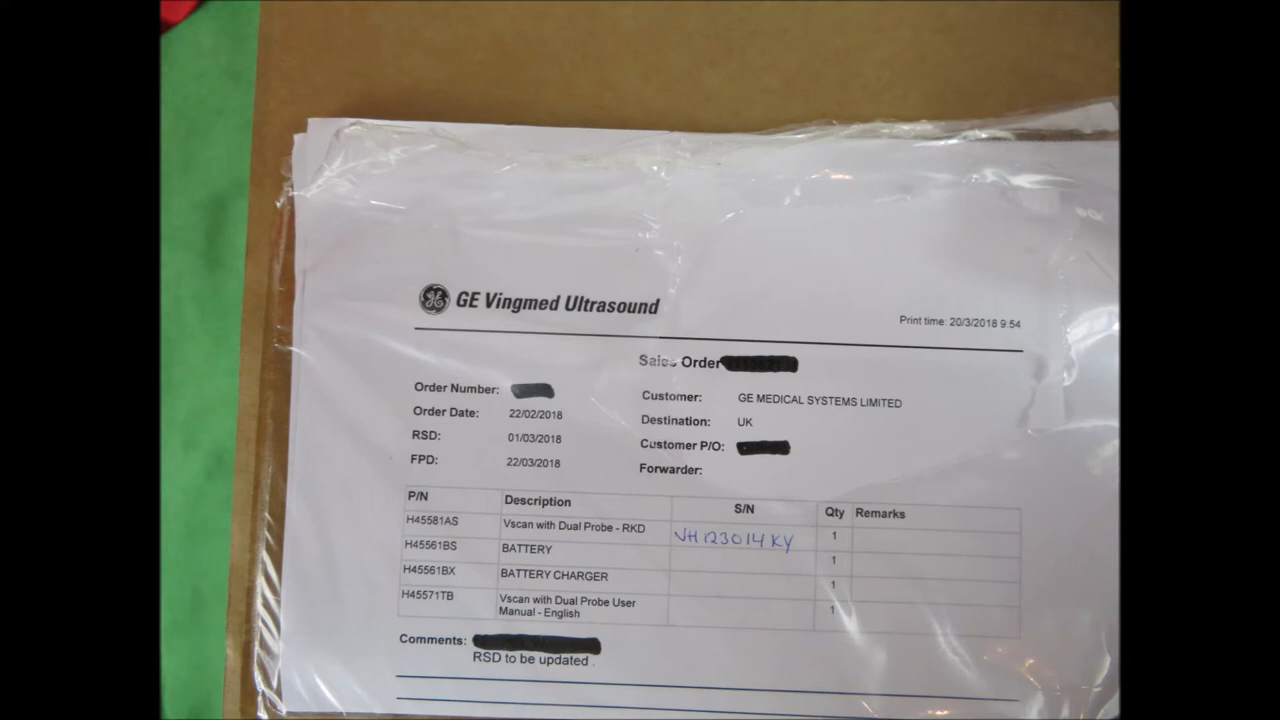 GE Vingmed Ultrasound
Print time: 20/3/2018 9:54
Sales Order
Order Number:
Order Date: 22/02/2018
RSD: 01/03/2018
FPD: 22/03/2018
Customer: GE MEDICAL SYSTEMS LIMITED
Destination: UK
Customer P/O:
Forwarder:
P/N Description S/N Qty Remarks
H45581AS Vscan with Dual Probe - RKD VH123014KY 1
H45561BS BATTERY 1
H45561BX BATTERY CHARGER 1
H45571TB Vscan with Dual Probe User 1
Manual - English
Comments:
RSD to be updated .